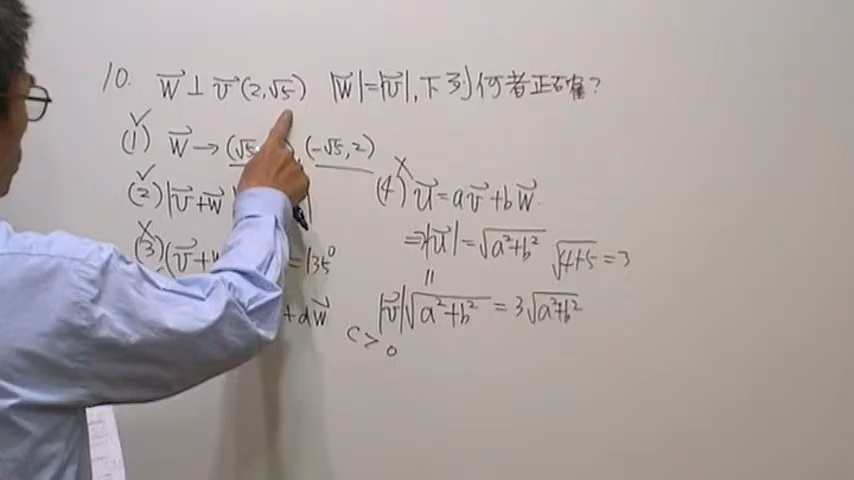 10. w⃗ ⊥ v⃗ (2,√5) |w⃗|=|v⃗|, 下列何者正確?
✓ (1) w⃗ → (√5 , (-√5,2)
✓ (2) |v⃗+w⃗
✗ (3) (v⃗+ =135°
+dw⃗
✗ (4) u⃗=av⃗+bw⃗
⇒|u⃗|=√(a²+b²) √(4+5)=3
=
|v⃗|√(a²+b²) = 3√(a²+b²)
c>0